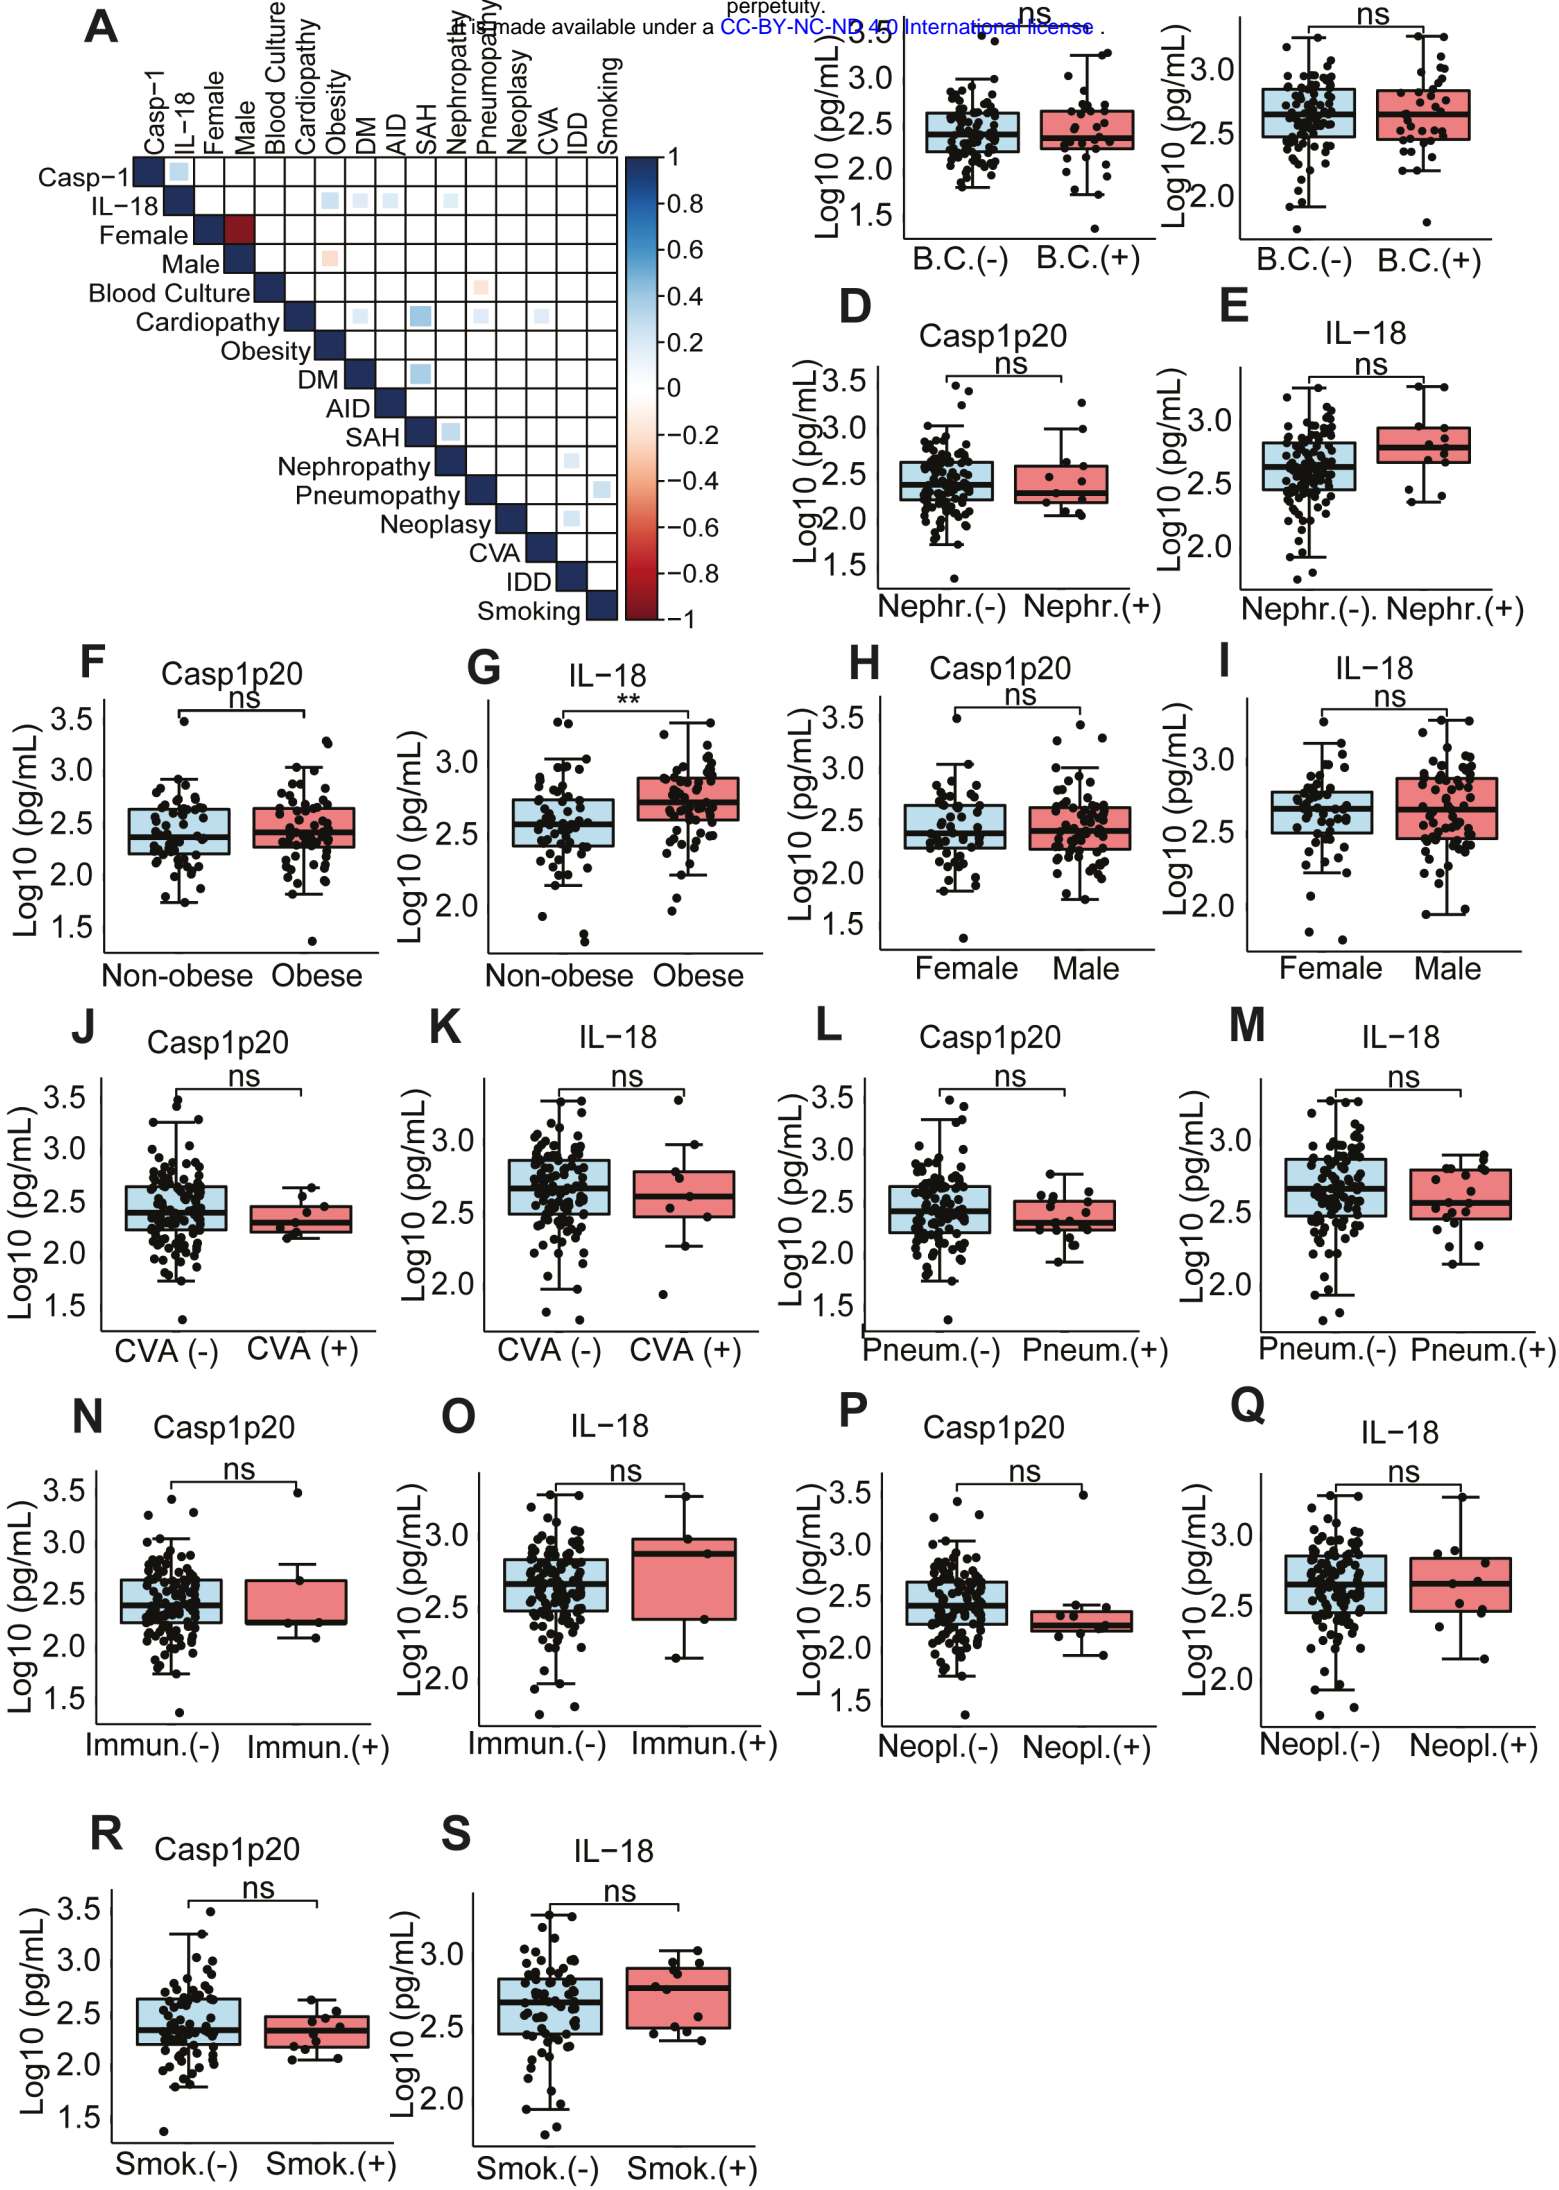 perpetuity.
It is made available under a CC-BY-NC-ND 4.0 International license .
A
Casp−1
IL−18
Female
Male
Blood Culture
Cardiopathy
Obesity
DM
AID
SAH
Nephropathy
Pneumopathy
Neoplasy
CVA
IDD
Smoking
Casp−1
IL−18
Female
Male
Blood Culture
Cardiopathy
Obesity
DM
AID
SAH
Nephropathy
Pneumopathy
Neoplasy
CVA
IDD
Smoking
1
0.8
0.6
0.4
0.2
0
−0.2
−0.4
−0.6
−0.8
−1
ns
Log10 (pg/mL)
3.5
3.0
2.5
2.0
1.5
B.C.(-) B.C.(+)
ns
Log10 (pg/mL)
3.0
2.5
2.0
B.C.(-) B.C.(+)
D
Casp1p20
ns
Log10 (pg/mL)
3.5
3.0
2.5
2.0
1.5
Nephr.(-) Nephr.(+)
E
IL−18
ns
Log10 (pg/mL)
3.0
2.5
2.0
Nephr.(-). Nephr.(+)
F
Casp1p20
ns
Log10 (pg/mL)
3.5
3.0
2.5
2.0
1.5
Non-obese Obese
G
IL−18
**
Log10 (pg/mL)
3.0
2.5
2.0
Non-obese Obese
H
Casp1p20
ns
Log10 (pg/mL)
3.5
3.0
2.5
2.0
1.5
Female Male
I
IL−18
ns
Log10 (pg/mL)
3.0
2.5
2.0
Female Male
J
Casp1p20
ns
Log10 (pg/mL)
3.5
3.0
2.5
2.0
1.5
CVA (-) CVA (+)
K
IL−18
ns
Log10 (pg/mL)
3.0
2.5
2.0
CVA (-) CVA (+)
L
Casp1p20
ns
Log10 (pg/mL)
3.5
3.0
2.5
2.0
1.5
Pneum.(-) Pneum.(+)
M
IL−18
ns
Log10 (pg/mL)
3.0
2.5
2.0
Pneum.(-) Pneum.(+)
N
Casp1p20
ns
Log10 (pg/mL)
3.5
3.0
2.5
2.0
1.5
Immun.(-) Immun.(+)
O
IL−18
ns
Log10 (pg/mL)
3.0
2.5
2.0
Immun.(-) Immun.(+)
P
Casp1p20
ns
Log10 (pg/mL)
3.5
3.0
2.5
2.0
1.5
Neopl.(-) Neopl.(+)
Q
IL−18
ns
Log10 (pg/mL)
3.0
2.5
2.0
Neopl.(-) Neopl.(+)
R
Casp1p20
ns
Log10 (pg/mL)
3.5
3.0
2.5
2.0
1.5
Smok.(-) Smok.(+)
S
IL−18
ns
Log10 (pg/mL)
3.0
2.5
2.0
Smok.(-) Smok.(+)